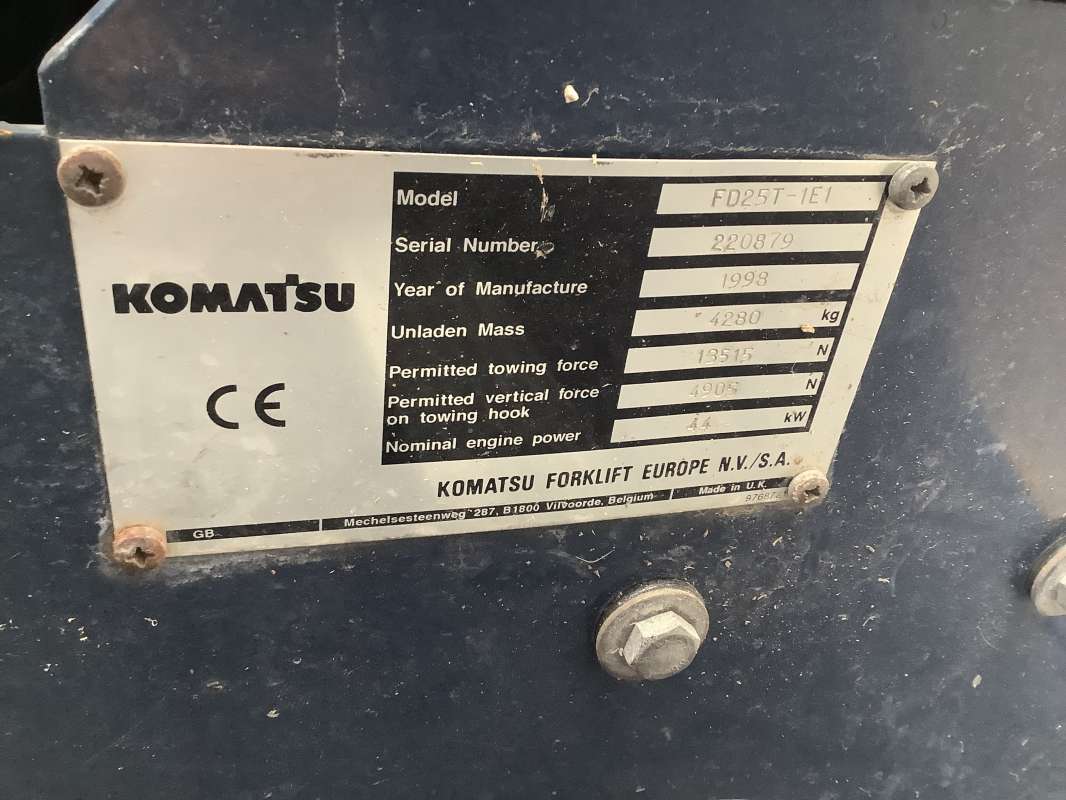 KOMATSU
CE
Model FD25T-1E1
Serial Number 220879
Year of Manufacture 1998
Unladen Mass 4280 kg
Permitted towing force 13515 N
Permitted vertical force
on towing hook 4905 N
Nominal engine power 44 kW
KOMATSU FORKLIFT EUROPE N.V./S.A.
GB Mechelsesteenweg 287, B1800 Vilvoorde, Belgium Made in U.K.